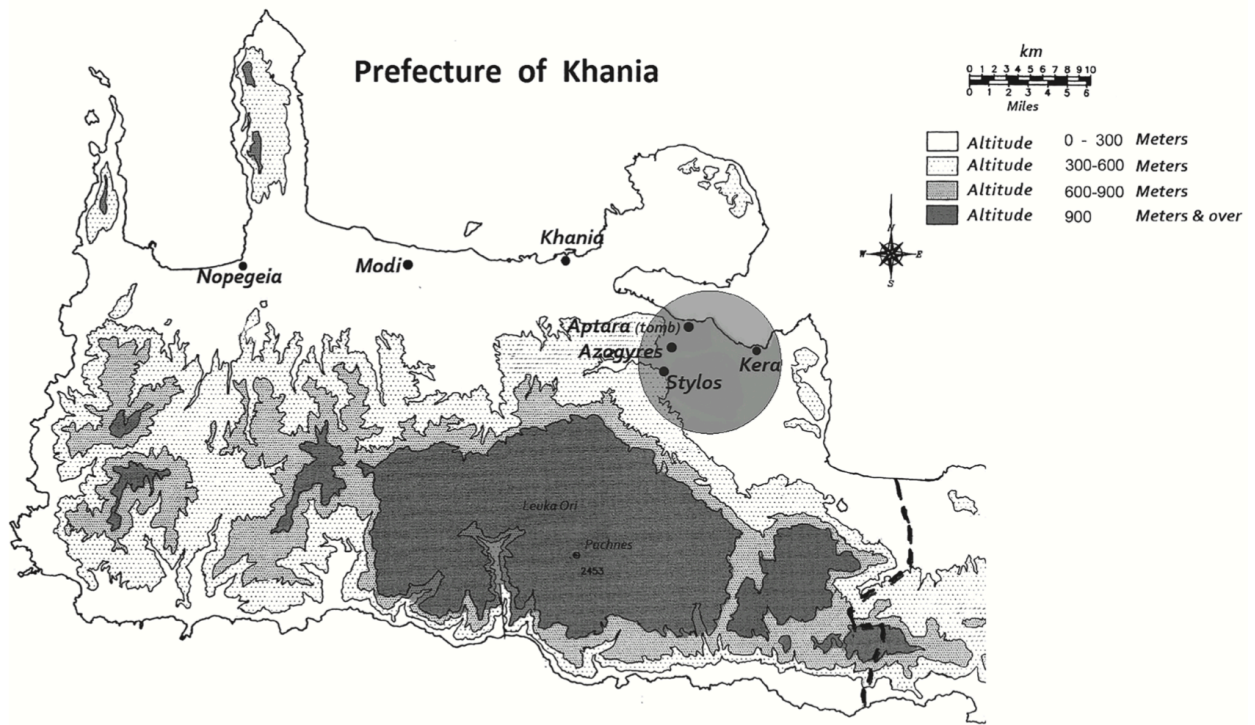 Prefecture of Khania
km
0 1 2 3 4 5 6 7 8 9 10
0 1 2 3 4 5 6
Miles
Altitude 0 - 300 Meters
Altitude 300-600 Meters
Altitude 600-900 Meters
Altitude 900 Meters & over
N
W E
S
Khania
Modi
Nopegeia
Aptara (tomb)
Azogyres
Kera
Stylos
Leuka Ori
Pachnes
2453